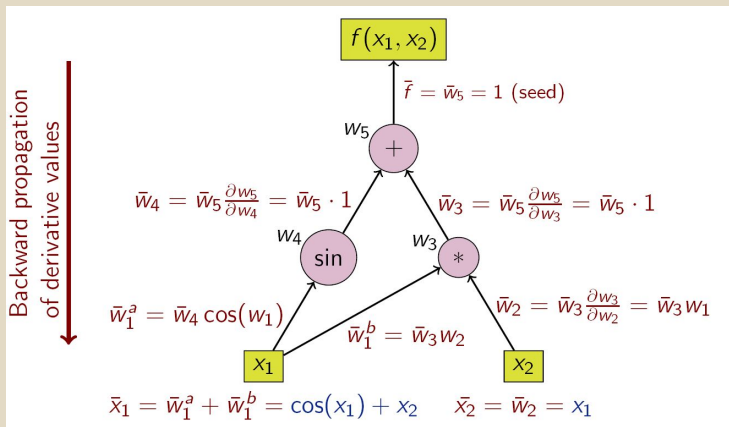 f(x₁, x₂)
f̄ = w̄₅ = 1 (seed)
w₅
+
w̄₄ = w̄₅ ∂w₅/∂w₄ = w̄₅ · 1
w̄₃ = w̄₅ ∂w₅/∂w₃ = w̄₅ · 1
w₄
sin
w₃
*
w̄₁ᵃ = w̄₄ cos(w₁)
w̄₁ᵇ = w̄₃w₂
w̄₂ = w̄₃ ∂w₃/∂w₂ = w̄₃w₁
x₁
x₂
x̄₁ = w̄₁ᵃ + w̄₁ᵇ = cos(x₁) + x₂
x̄₂ = w̄₂ = x₁
Backward propagation
of derivative values